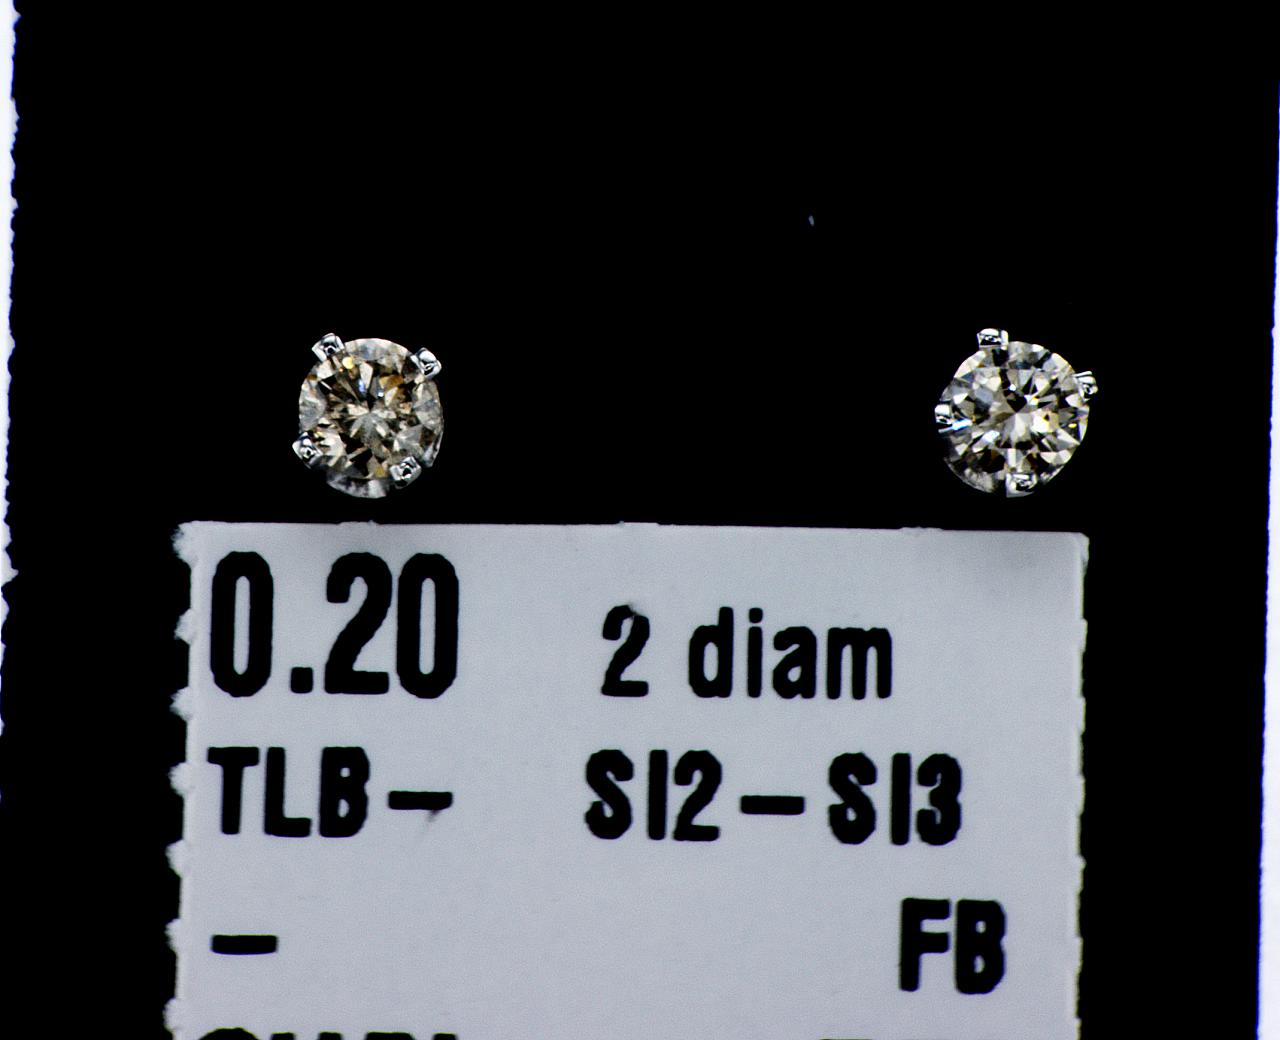 0.20 2 diam
TLB- SI2-SI3
- FB